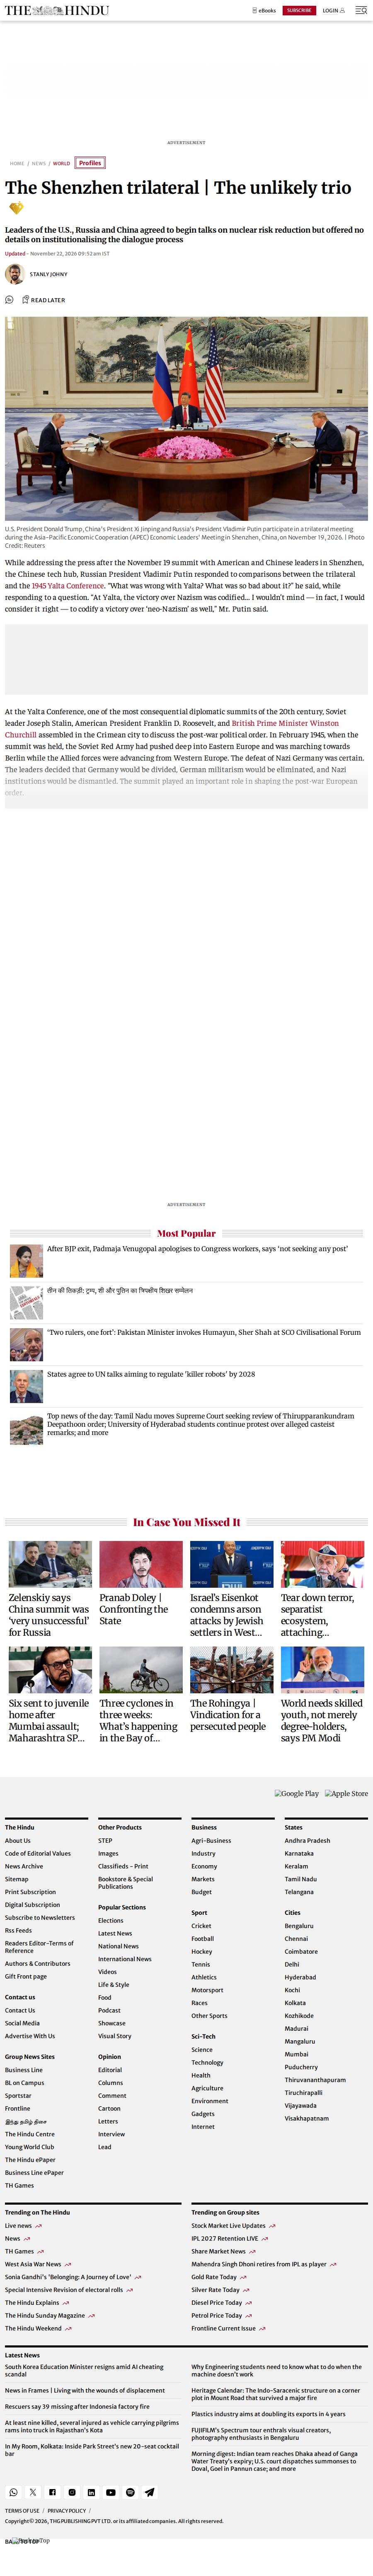 THE HINDU
eBooks
SUBSCRIBE
LOGIN
ADVERTISEMENT
HOME / NEWS / WORLD Profiles
The Shenzhen trilateral | The unlikely trio
Leaders of the U.S., Russia and China agreed to begin talks on nuclear risk reduction but offered no
details on institutionalising the dialogue process
Updated - November 22, 2026 09:52 am IST
STANLY JOHNY
READ LATER
U.S. President Donald Trump, China's President Xi Jinping and Russia's President Vladimir Putin participate in a trilateral meeting
during the Asia-Pacific Economic Cooperation (APEC) Economic Leaders' Meeting in Shenzhen, China, on November 19, 2026. | Photo
Credit: Reuters
While addressing the press after the November 19 summit with American and Chinese leaders in Shenzhen,
the Chinese tech hub, Russian President Vladimir Putin responded to comparisons between the trilateral
and the 1945 Yalta Conference. “What was wrong with Yalta? What was so bad about it?” he said, while
responding to a question. “At Yalta, the victory over Nazism was codified... I wouldn’t mind — in fact, I would
consider it right — to codify a victory over ‘neo-Nazism’ as well,” Mr. Putin said.
At the Yalta Conference, one of the most consequential diplomatic summits of the 20th century, Soviet
leader Joseph Stalin, American President Franklin D. Roosevelt, and British Prime Minister Winston
Churchill assembled in the Crimean city to discuss the post-war political order. In February 1945, when the
summit was held, the Soviet Red Army had pushed deep into Eastern Europe and was marching towards
Berlin while the Allied forces were advancing from Western Europe. The defeat of Nazi Germany was certain.
The leaders decided that Germany would be divided, German militarism would be eliminated, and Nazi
institutions would be dismantled. The summit played an important role in shaping the post-war European
order.
ADVERTISEMENT
Most Popular
After BJP exit, Padmaja Venugopal apologises to Congress workers, says ‘not seeking any post’
तीन की तिकड़ी: ट्रम्प, शी और पुतिन का त्रिपक्षीय शिखर सम्मेलन
‘Two rulers, one fort’: Pakistan Minister invokes Humayun, Sher Shah at SCO Civilisational Forum
States agree to UN talks aiming to regulate 'killer robots' by 2028
Top news of the day: Tamil Nadu moves Supreme Court seeking review of Thirupparankundram
Deepathoon order; University of Hyderabad students continue protest over alleged casteist
remarks; and more
In Case You Missed It
Zelenskiy says
China summit was
‘very unsuccessful’
for Russia
Pranab Doley |
Confronting the
State
Israel’s Eisenkot
condemns arson
attacks by Jewish
settlers in West...
Tear down terror,
separatist
ecosystem,
attaching...
Six sent to juvenile
home after
Mumbai assault;
Maharashtra SP...
Three cyclones in
three weeks:
What’s happening
in the Bay of...
The Rohingya |
Vindication for a
persecuted people
World needs skilled
youth, not merely
degree-holders,
says PM Modi
Google Play
Apple Store
The Hindu
About Us
Code of Editorial Values
News Archive
Sitemap
Print Subscription
Digital Subscription
Subscribe to Newsletters
Rss Feeds
Readers Editor-Terms of
Reference
Authors & Contributors
Gift Front page
Contact us
Contact Us
Social Media
Advertise With Us
Group News Sites
Business Line
BL on Campus
Sportstar
Frontline
இந்து தமிழ் திசை
The Hindu Centre
Young World Club
The Hindu ePaper
Business Line ePaper
TH Games
Other Products
STEP
Images
Classifieds - Print
Bookstore & Special
Publications
Popular Sections
Elections
Latest News
National News
International News
Videos
Life & Style
Food
Podcast
Showcase
Visual Story
Opinion
Editorial
Columns
Comment
Cartoon
Letters
Interview
Lead
Business
Agri-Business
Industry
Economy
Markets
Budget
Sport
Cricket
Football
Hockey
Tennis
Athletics
Motorsport
Races
Other Sports
Sci-Tech
Science
Technology
Health
Agriculture
Environment
Gadgets
Internet
States
Andhra Pradesh
Karnataka
Keralam
Tamil Nadu
Telangana
Cities
Bengaluru
Chennai
Coimbatore
Delhi
Hyderabad
Kochi
Kolkata
Kozhikode
Madurai
Mangaluru
Mumbai
Puducherry
Thiruvananthapuram
Tiruchirapalli
Vijayawada
Visakhapatnam
Trending on The Hindu
Live news
News
TH Games
West Asia War News
Sonia Gandhi's 'Belonging: A Journey of Love'
Special Intensive Revision of electoral rolls
The Hindu Explains
The Hindu Sunday Magazine
The Hindu Weekend
Trending on Group sites
Stock Market Live Updates
IPL 2027 Retention LIVE
Share Market News
Mahendra Singh Dhoni retires from IPL as player
Gold Rate Today
Silver Rate Today
Diesel Price Today
Petrol Price Today
Frontline Current Issue
Latest News
South Korea Education Minister resigns amid AI cheating
scandal
News in Frames | Living with the wounds of displacement
Rescuers say 39 missing after Indonesia factory fire
At least nine killed, several injured as vehicle carrying pilgrims
rams into truck in Rajasthan’s Kota
In My Room, Kolkata: Inside Park Street’s new 20-seat cocktail
bar
Why Engineering students need to know what to do when the
machine doesn’t work
Heritage Calendar: The Indo-Saracenic structure on a corner
plot in Mount Road that survived a major fire
Plastics industry aims at doubling its exports in 4 years
FUJIFILM’s Spectrum tour enthrals visual creators,
photography enthusiasts in Bengaluru
Morning digest: Indian team reaches Dhaka ahead of Ganga
Water Treaty’s expiry; U.S. court dispatches summonses to
Doval, Goel in Pannun case; and more
TERMS OF USE / PRIVACY POLICY /
Copyright© 2026, THG PUBLISHING PVT LTD. or its affiliated companies. All rights reserved.
BACK TO TOP